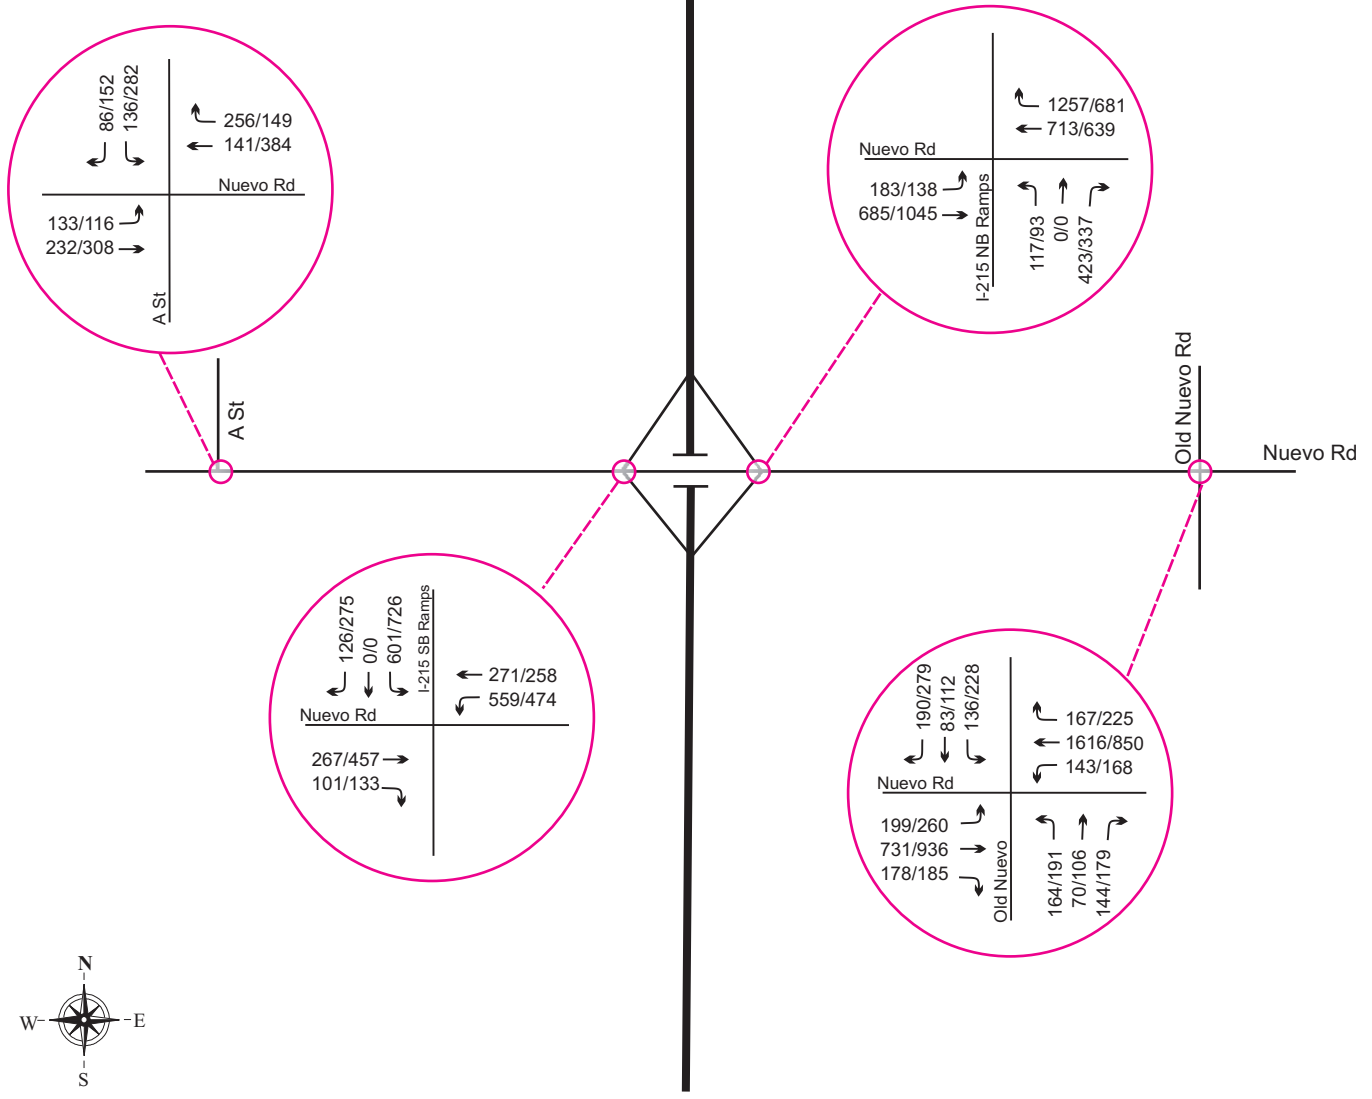 86/152
136/282
256/149
141/384
Nuevo Rd
133/116
232/308
A St
1257/681
713/639
Nuevo Rd
183/138
685/1045
I-215 NB Ramps
117/93
0/0
423/337
A St
Old Nuevo Rd
Nuevo Rd
126/275
0/0
601/726
I-215 SB Ramps
271/258
559/474
Nuevo Rd
267/457
101/133
190/279
83/112
136/228
167/225
1616/850
143/168
Nuevo Rd
199/260
731/936
178/185
Old Nuevo
164/191
70/106
144/179
N
W
E
S